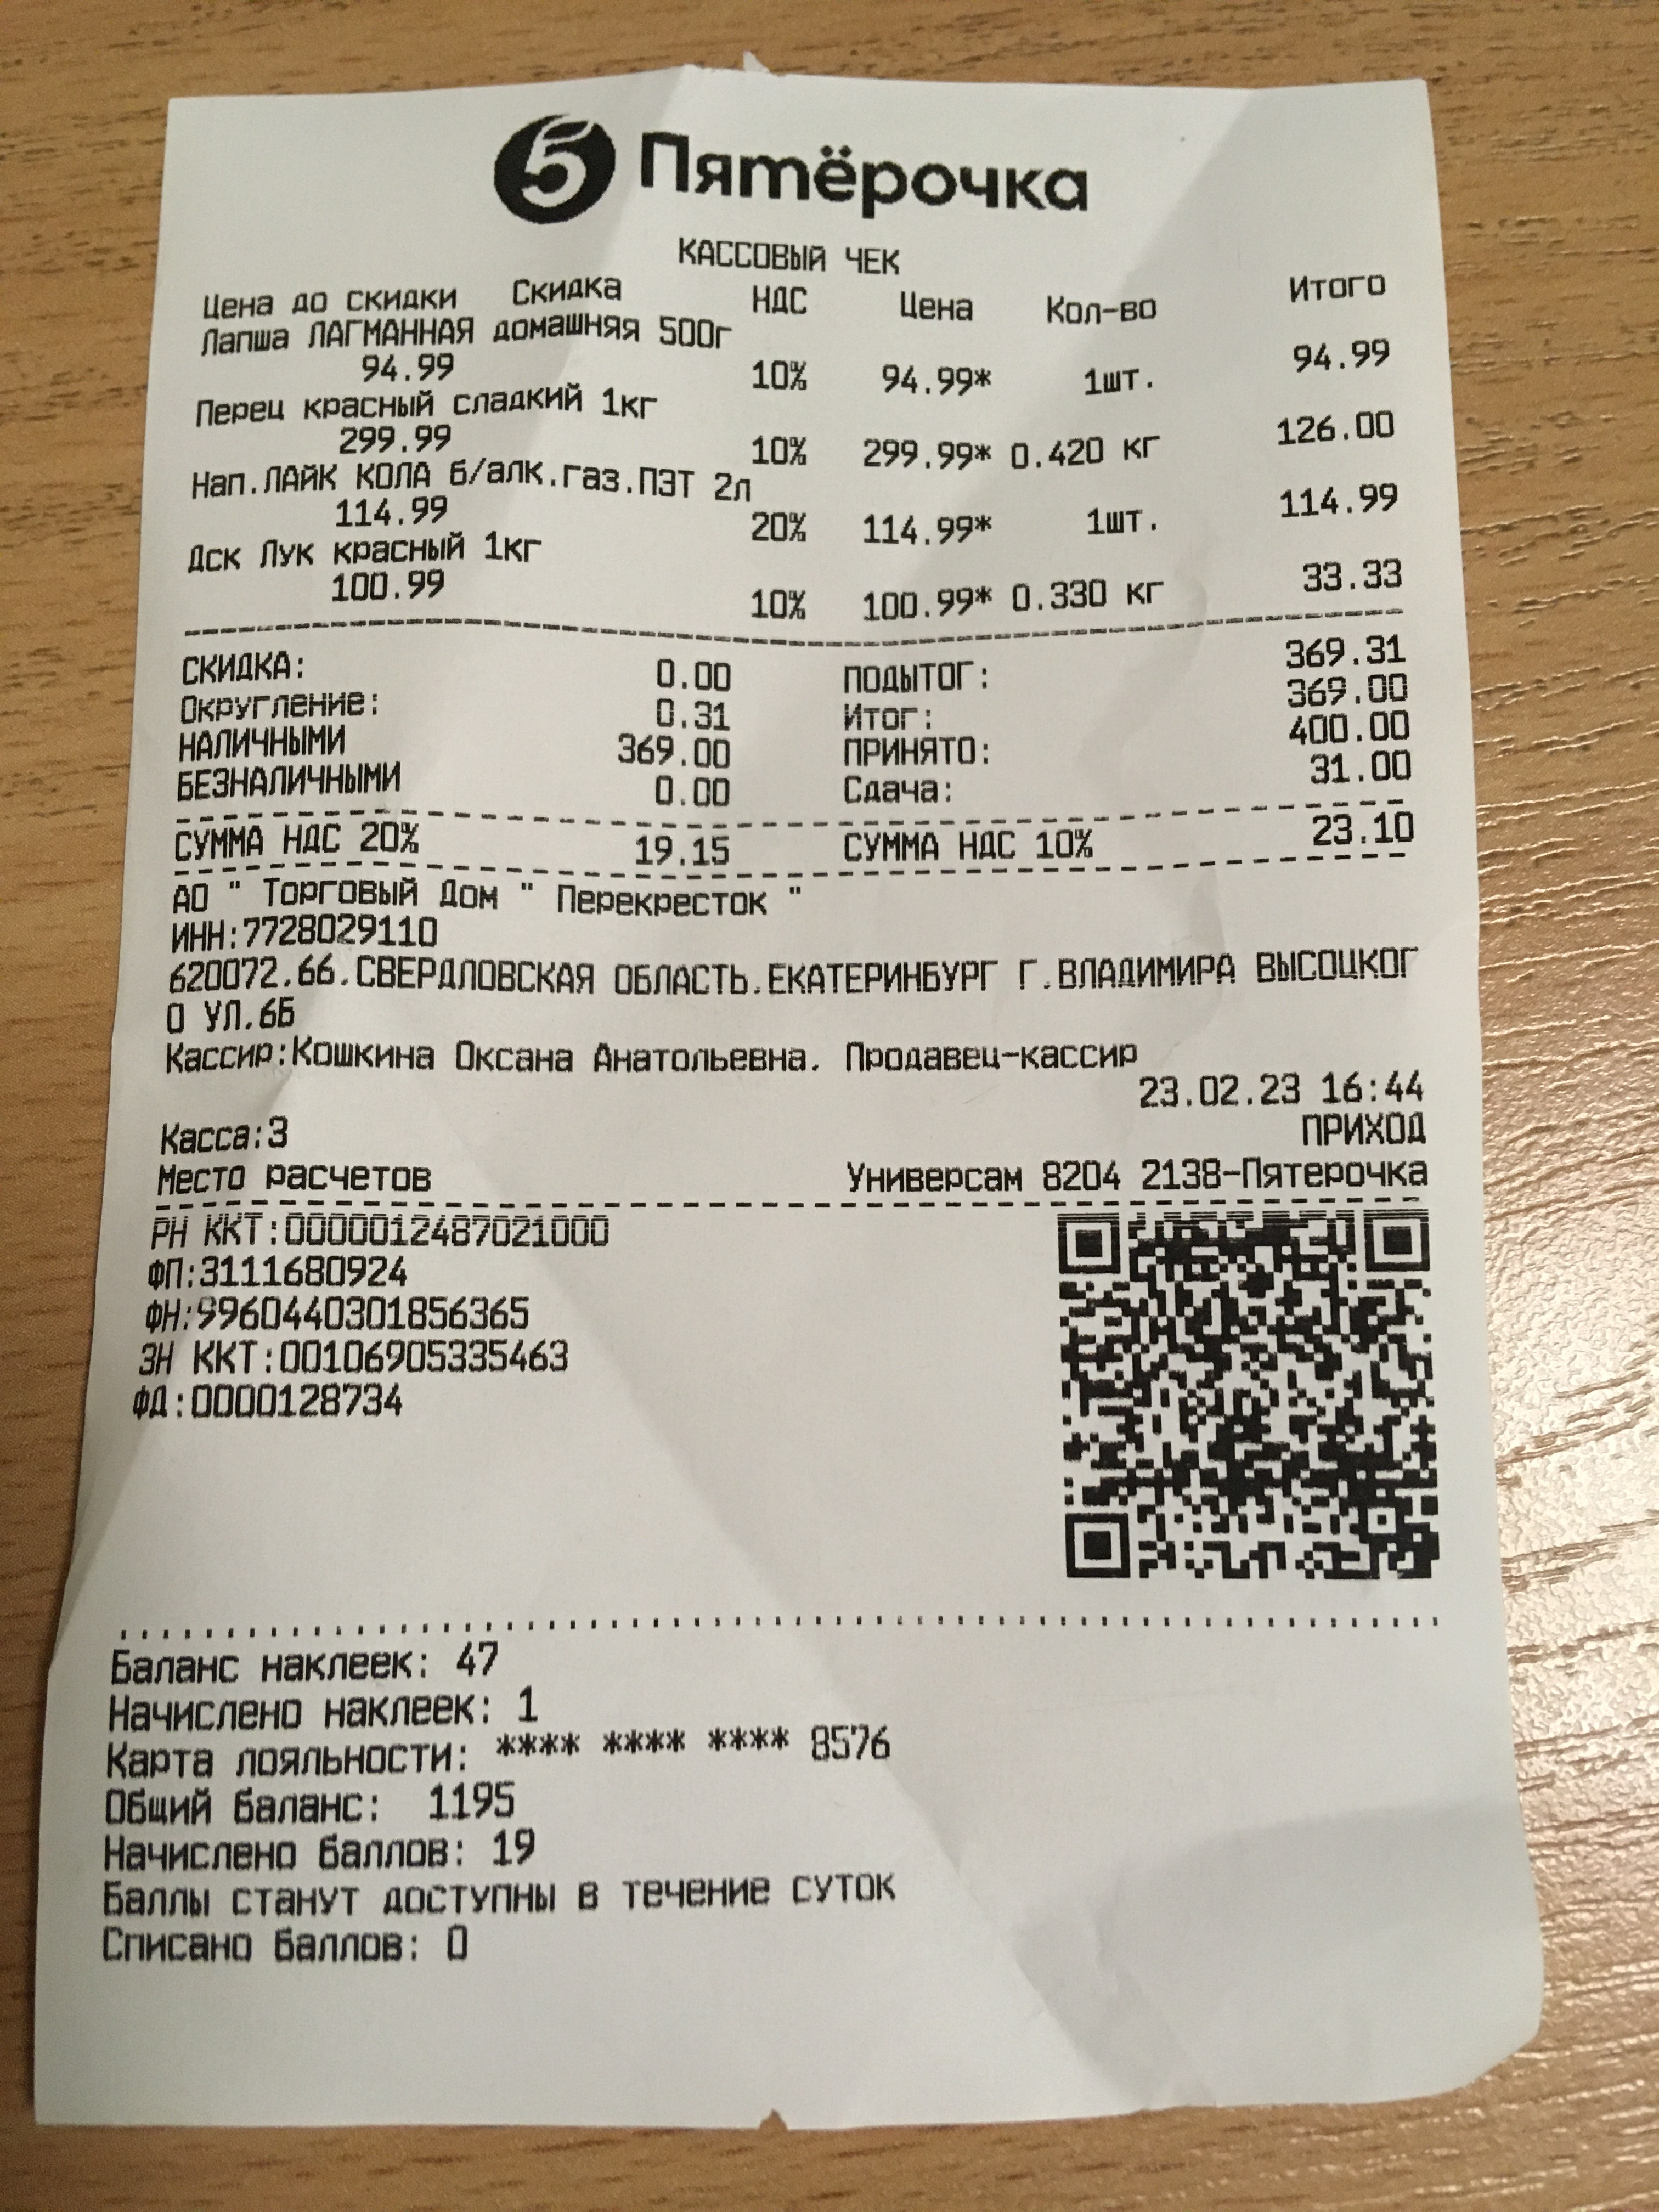 5 Пятёрочка
КАССОВЫЙ ЧЕК
Цена до скидки Скидка НДС Цена Кол-во Итого
Лапша ЛАГМАННАЯ домашняя 500г
94.99 10% 94.99* 1шт. 94.99
Перец красный сладкий 1кг
299.99 10% 299.99* 0.420 кг 126.00
Нап.ЛАЙК КОЛА б/алк.газ.ПЭТ 2л
114.99 20% 114.99* 1шт. 114.99
Дск Лук красный 1кг
100.99 10% 100.99* 0.330 кг 33.33
СКИДКА: 0.00 ПОДЫТОГ: 369.31
Округление: 0.31 Итог: 369.00
НАЛИЧНЫМИ 369.00 ПРИНЯТО: 400.00
БЕЗНАЛИЧНЫМИ 0.00 Сдача: 31.00
СУММА НДС 20% 19.15 СУММА НДС 10% 23.10
АО " Торговый Дом " Перекресток "
ИНН:7728029110
620072.66.СВЕРДЛОВСКАЯ ОБЛАСТЬ.ЕКАТЕРИНБУРГ Г.ВЛАДИМИРА ВЫСОЦКОГ
О УЛ.6Б
Кассир:Кошкина Оксана Анатольевна. Продавец-кассир
23.02.23 16:44
Касса:3 ПРИХОД
Место расчетов Универсам 8204 2138-Пятерочка
РН ККТ:0000012487021000
ФП:3111680924
ФН:9960440301856365
ЗН ККТ:00106905335463
ФД:0000128734
Баланс наклеек: 47
Начислено наклеек: 1
Карта лояльности: **** **** **** 8576
Общий баланс: 1195
Начислено баллов: 19
Баллы станут доступны в течение суток
Списано баллов: 0